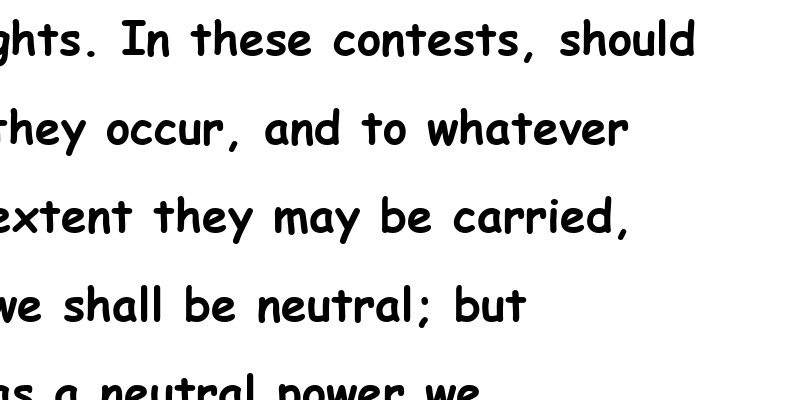 ghts. In these contests, should
they occur, and to whatever
extent they may be carried,
we shall be neutral; but
as a neutral power we